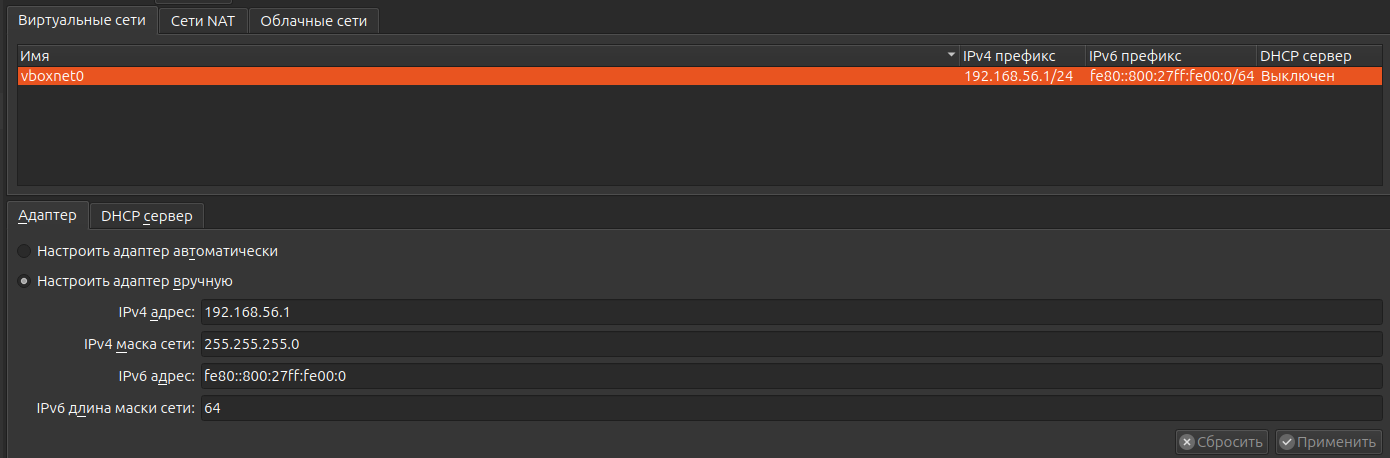 Виртуальные сети Сети NAT Облачные сети
Имя IPv4 префикс IPv6 префикс DHCP сервер
vboxnet0 192.168.56.1/24 fe80::800:27ff:fe00:0/64 Выключен
Адаптер DHCP сервер
Настроить адаптер автоматически
Настроить адаптер вручную
IPv4 адрес: 192.168.56.1
IPv4 маска сети: 255.255.255.0
IPv6 адрес: fe80::800:27ff:fe00:0
IPv6 длина маски сети: 64
Сбросить Применить